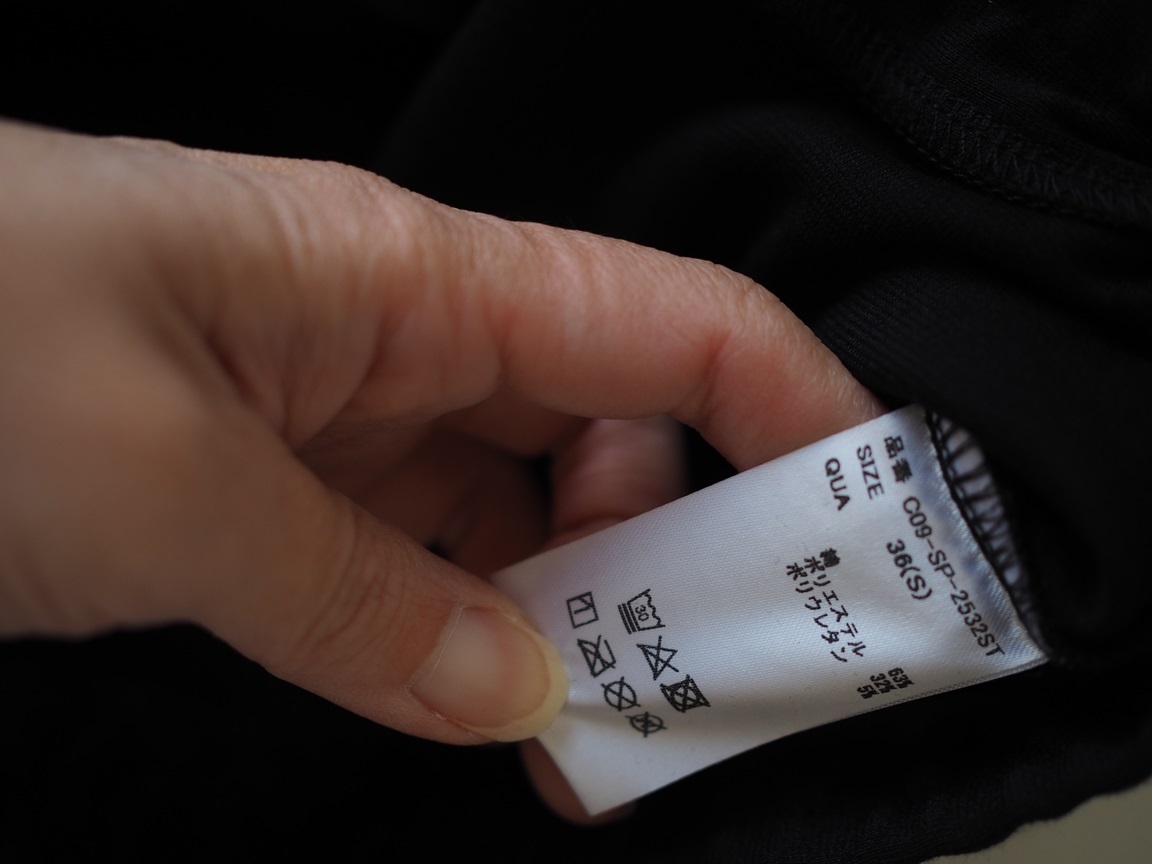 品番 C09-SP-2532ST
SIZE 36(S)
QUA
綿 63%
ポリエステル 32%
ポリウレタン 5%
30